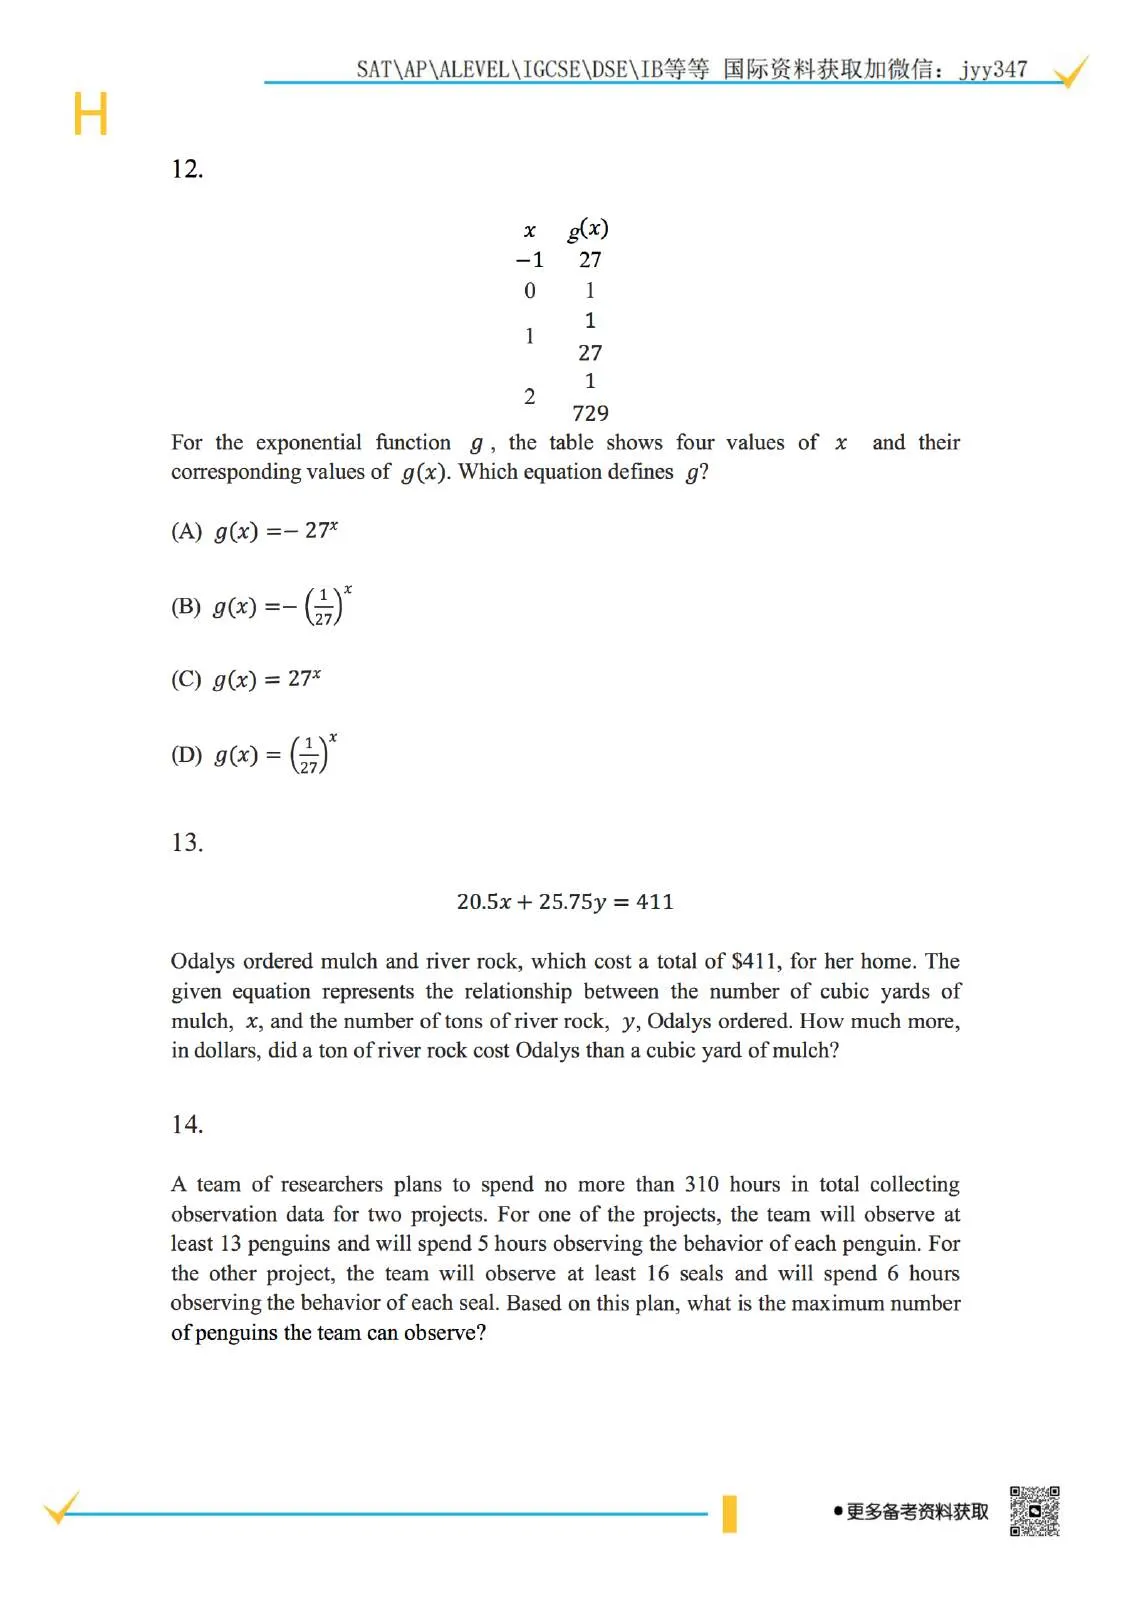 SAT\AP\ALEVEL\IGCSE\DSE\IB等等 国际资料获取加微信：jyy347
H
12.
x g(x)
−1 27
0 1
1 1/27
2 1/729
For the exponential function g , the table shows four values of x and their
corresponding values of g(x). Which equation defines g?
(A) g(x) =− 27^x
(B) g(x) =− (1/27)^x
(C) g(x) = 27^x
(D) g(x) = (1/27)^x
13.
20.5x + 25.75y = 411
Odalys ordered mulch and river rock, which cost a total of $411, for her home. The
given equation represents the relationship between the number of cubic yards of
mulch, x, and the number of tons of river rock, y, Odalys ordered. How much more,
in dollars, did a ton of river rock cost Odalys than a cubic yard of mulch?
14.
A team of researchers plans to spend no more than 310 hours in total collecting
observation data for two projects. For one of the projects, the team will observe at
least 13 penguins and will spend 5 hours observing the behavior of each penguin. For
the other project, the team will observe at least 16 seals and will spend 6 hours
observing the behavior of each seal. Based on this plan, what is the maximum number
of penguins the team can observe?
•更多备考资料获取